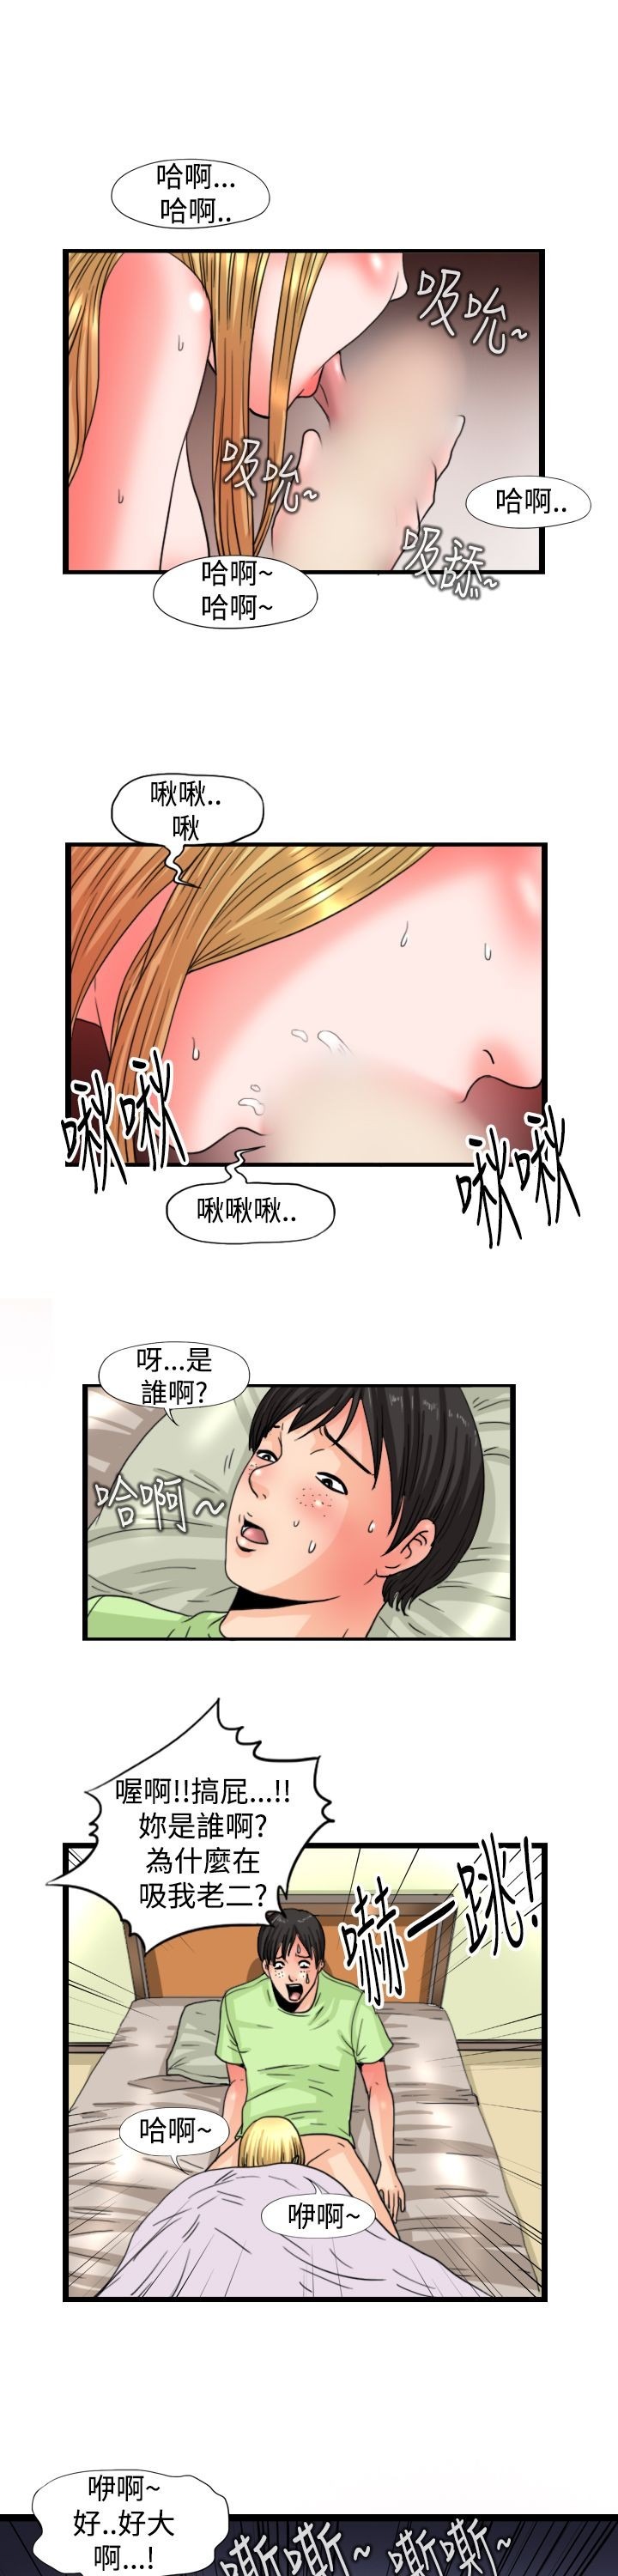 哈啊...
哈啊..
吸吮~
吸吮~
哈啊..
吸舔~
哈啊~
哈啊~
啾啾..
啾
啾啾
啾啾
啾啾啾..
呀...是
誰啊?
哈啊~
喔啊!!搞屁...!!
妳是誰啊?
為什麼在
吸我老二?
嚇一跳!
哈啊~
咿啊~
咿啊~
好..好大
啊...!
嘶嘶~
嘶嘶~